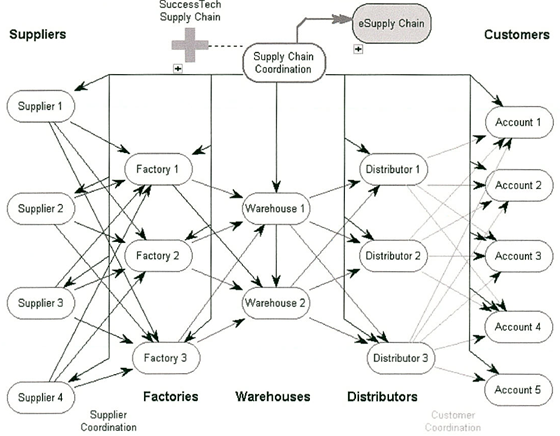 SuccessTech
Supply Chain
eSupply Chain
Suppliers
Customers
Supply Chain
Coordination
Supplier 1
Account 1
Factory 1
Distributor 1
Account 2
Supplier 2
Warehouse 1
Factory 2
Distributor 2
Account 3
Supplier 3
Warehouse 2
Account 4
Factory 3
Distributor 3
Supplier 4
Factories
Warehouses
Distributors
Account 5
Supplier
Coordination
Customer
Coordination